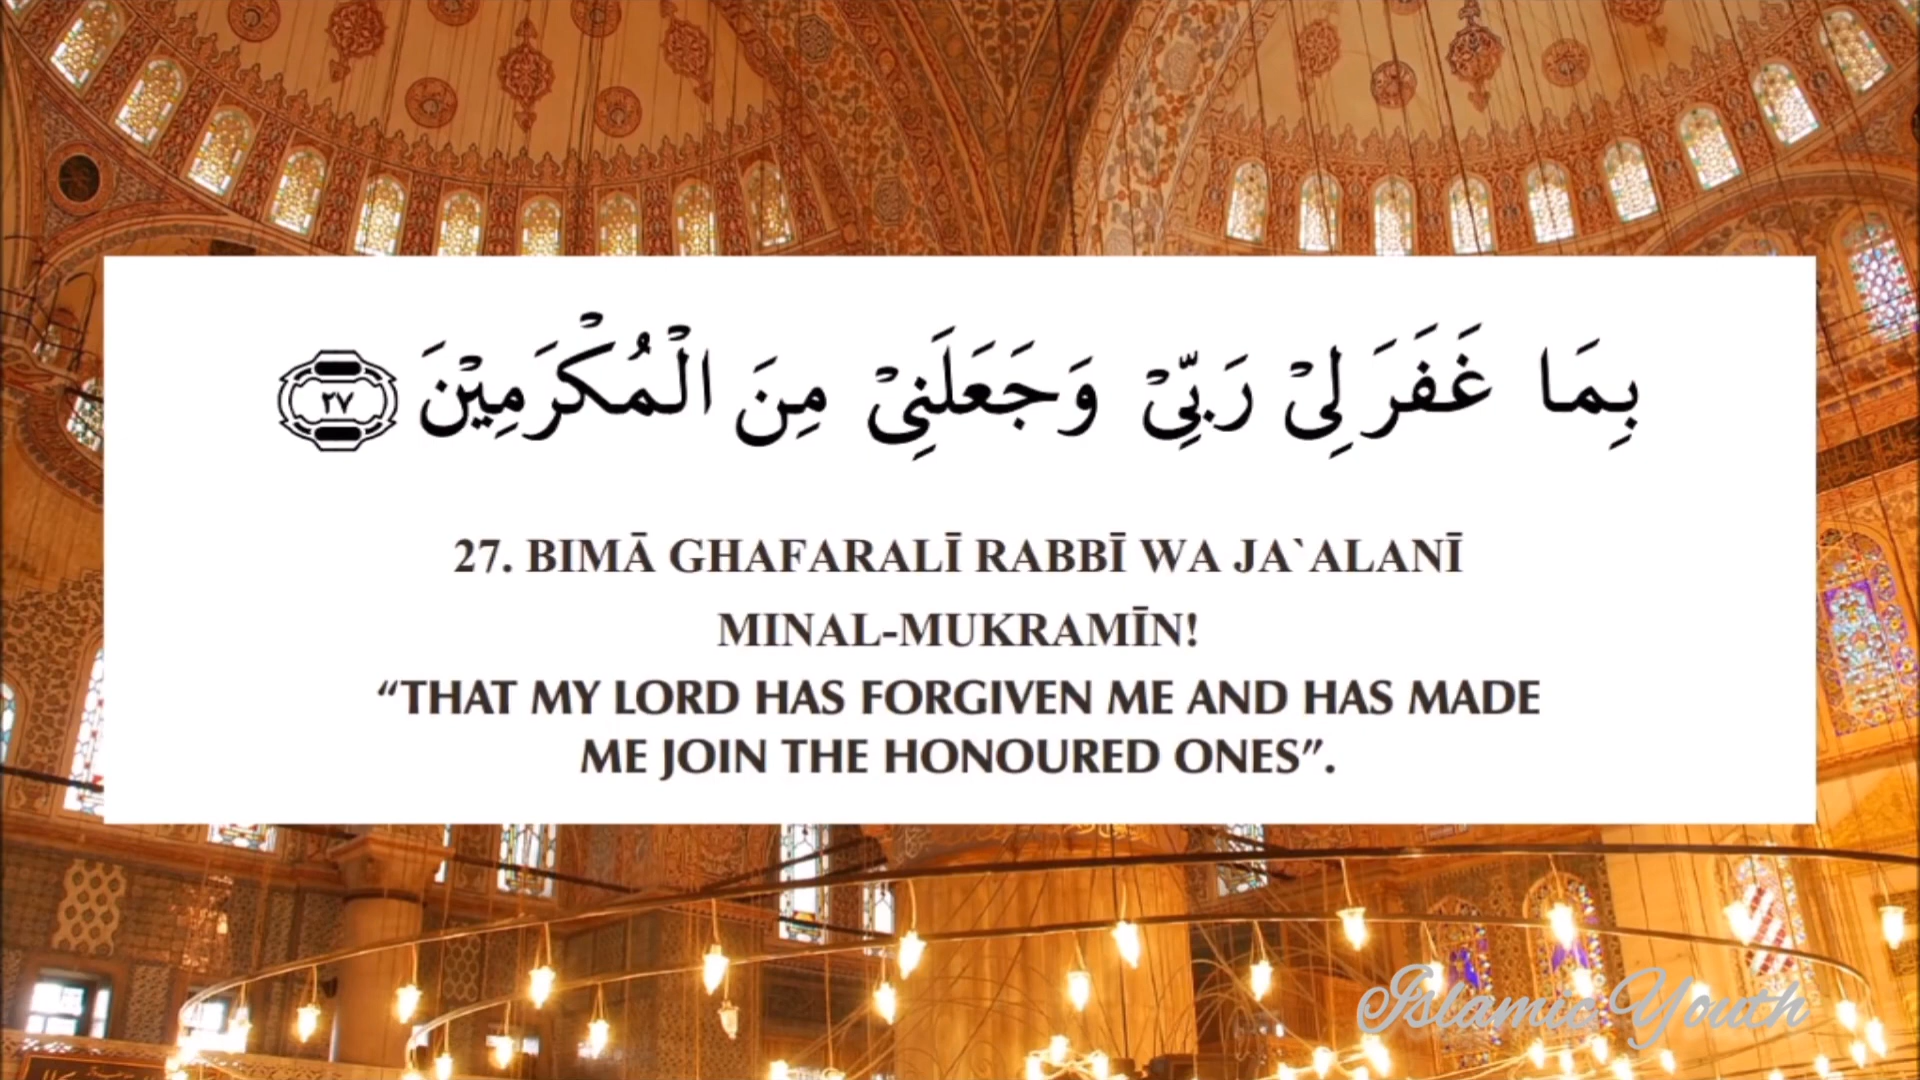 بِمَا غَفَرَ لِيْ رَبِّيْ وَجَعَلَنِيْ مِنَ الْمُكْرَمِيْنَ ٢٧
27. BIMĀ GHAFARALĪ RABBĪ WA JA`ALANĪ
MINAL-MUKRAMĪN!
“THAT MY LORD HAS FORGIVEN ME AND HAS MADE
ME JOIN THE HONOURED ONES”.
Islamic Youth